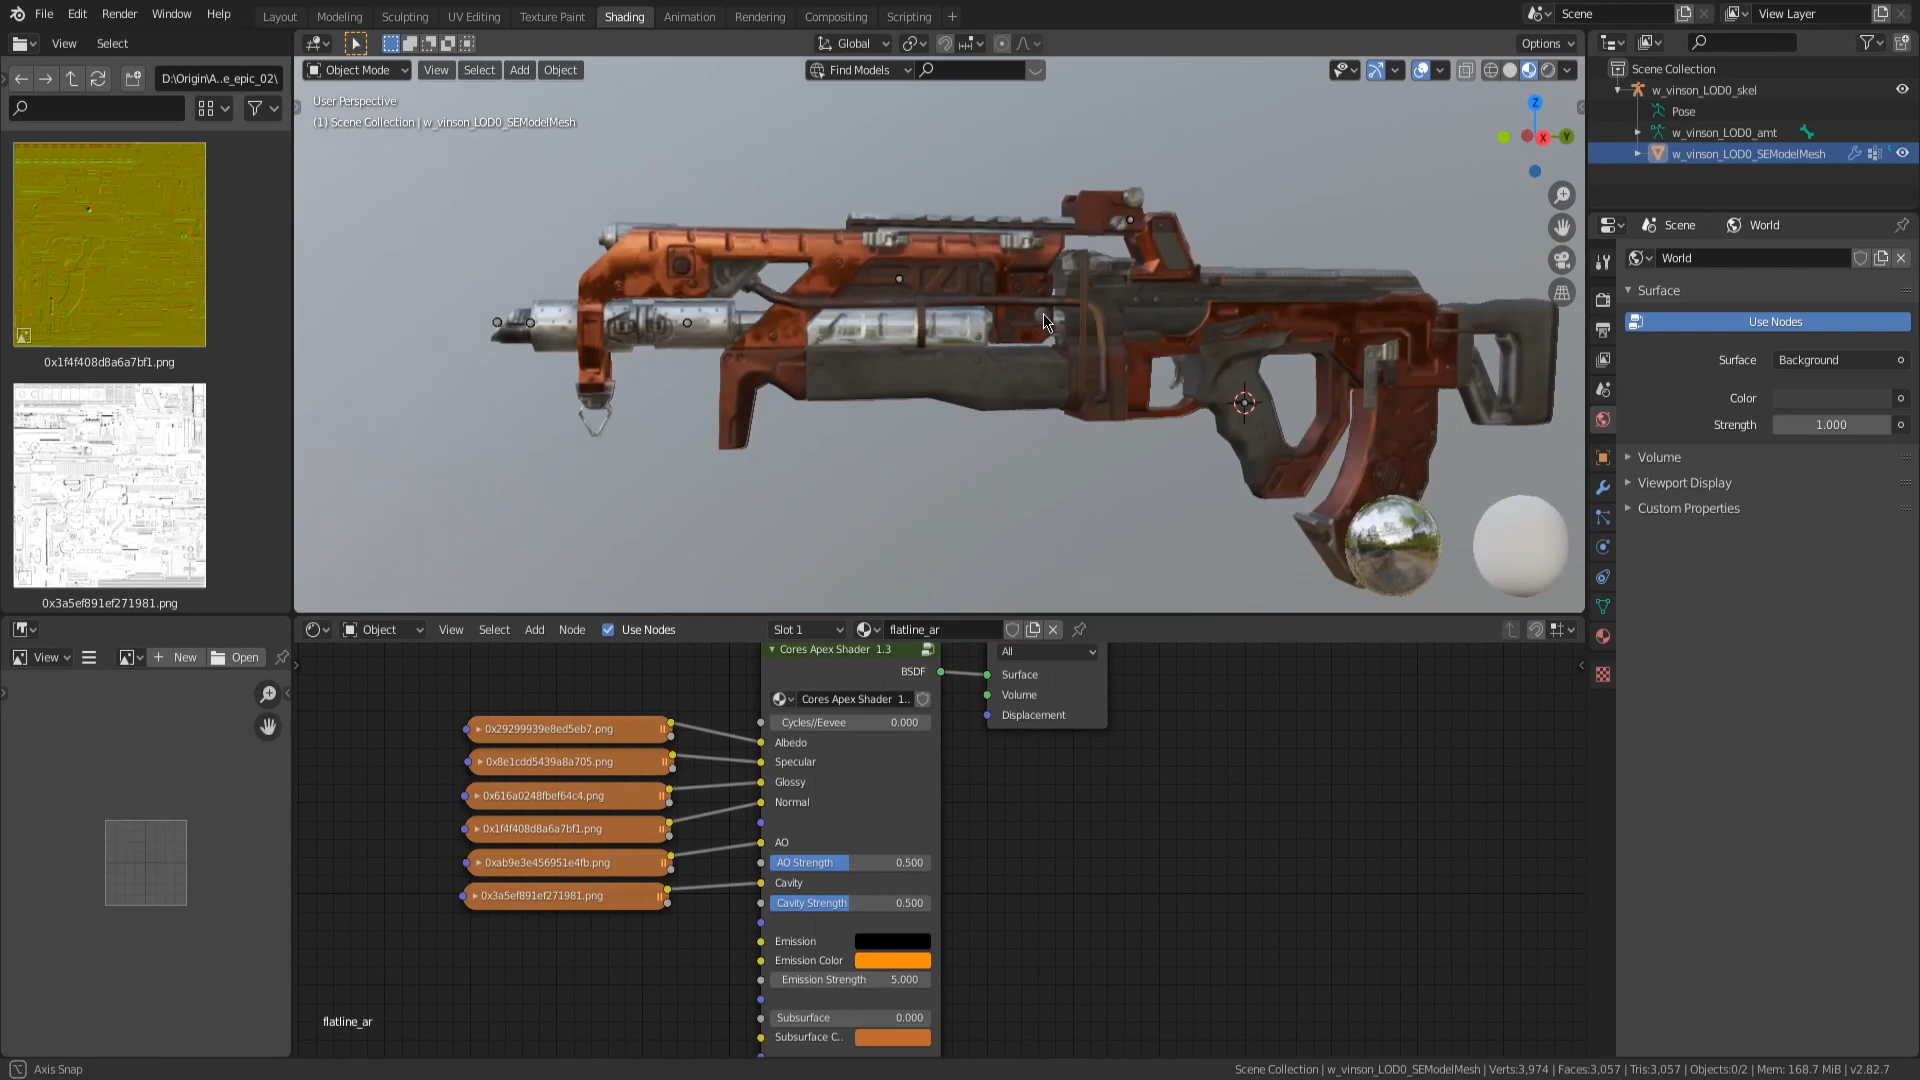 File Edit Render Window Help
Layout Modeling Sculpting UV Editing Texture Paint Shading Animation Rendering Compositing Scripting +
Scene
View Layer
View Select
Global
Options
D:\Origin\A..e_epic_02\
Object Mode View Select Add Object
Find Models
User Perspective
(1) Scene Collection | w_vinson_LOD0_SEModelMesh
Z
X
Y
0x1f4f408d8a6a7bf1.png
0x3a5ef891ef271981.png
Scene Collection
w_vinson_LOD0_skel
Pose
w_vinson_LOD0_amt
w_vinson_LOD0_SEModelMesh
Scene World
World
Surface
Use Nodes
Surface Background
Color
Strength 1.000
Volume
Viewport Display
Custom Properties
View + New Open
Object View Select Add Node Use Nodes Slot 1 flatline_ar
Cores Apex Shader 1.3
BSDF
Cores Apex Shader 1..
Cycles//Eevee 0.000
Albedo
Specular
Glossy
Normal
AO
AO Strength 0.500
Cavity
Cavity Strength 0.500
Emission
Emission Color
Emission Strength 5.000
Subsurface 0.000
Subsurface C..
All
Surface
Volume
Displacement
0x29299939e8ed5eb7.png
0x8e1cdd5439a8a705.png
0x616a0248fbef64c4.png
0x1f4f408d8a6a7bf1.png
0xab9e3e456951e4fb.png
0x3a5ef891ef271981.png
flatline_ar
Axis Snap
Scene Collection | w_vinson_LOD0_SEModelMesh | Verts:3,974 | Faces:3,057 | Tris:3,057 | Objects:0/2 | Mem: 168.7 MiB | v2.82.7